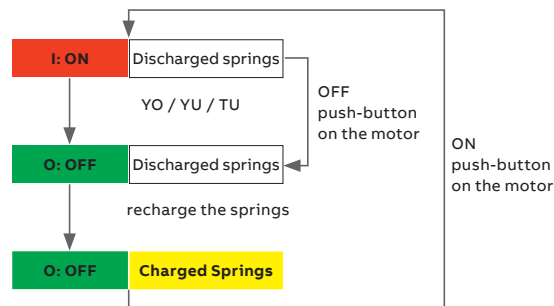 I: ON
Discharged springs
YO / YU / TU
OFF
push-button
on the motor
ON
push-button
on the motor
O: OFF
Discharged springs
recharge the springs
O: OFF
Charged Springs